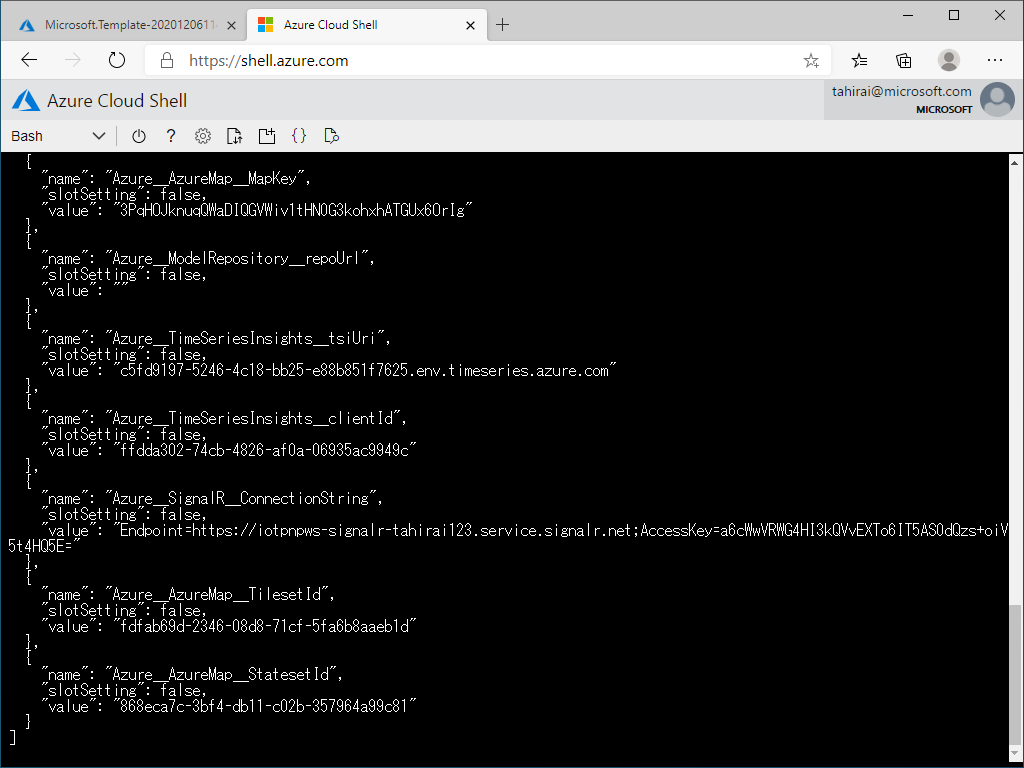 Microsoft.Template-2020120611
Azure Cloud Shell
https://shell.azure.com
Azure Cloud Shell
tahirai@microsoft.com
MICROSOFT
Bash
{
"name": "Azure__AzureMap__MapKey",
"slotSetting": false,
"value": "3PqHOJknuqQWaDIQGVWiv1tHN0G3kohxhATGUx6OrIg"
},
{
"name": "Azure__ModelRepository__repoUrl",
"slotSetting": false,
"value": ""
},
{
"name": "Azure__TimeSeriesInsights__tsiUri",
"slotSetting": false,
"value": "c5fd9197-5246-4c18-bb25-e88b851f7625.env.timeseries.azure.com"
},
{
"name": "Azure__TimeSeriesInsights__clientId",
"slotSetting": false,
"value": "ffdda302-74cb-4826-af0a-06935ac9949c"
},
{
"name": "Azure__SignalR__ConnectionString",
"slotSetting": false,
"value": "Endpoint=https://iotpnpws-signalr-tahirai123.service.signalr.net;AccessKey=a6cWwVRWG4HI3kQVvEXTo6IT5ASOdQzs+oiV
5t4HQ5E="
},
{
"name": "Azure__AzureMap__TilesetId",
"slotSetting": false,
"value": "fdfab69d-2346-08d8-71cf-5fa6b8aaeb1d"
},
{
"name": "Azure__AzureMap__StatesetId",
"slotSetting": false,
"value": "868eca7c-3bf4-db11-c02b-357964a99c81"
}
]